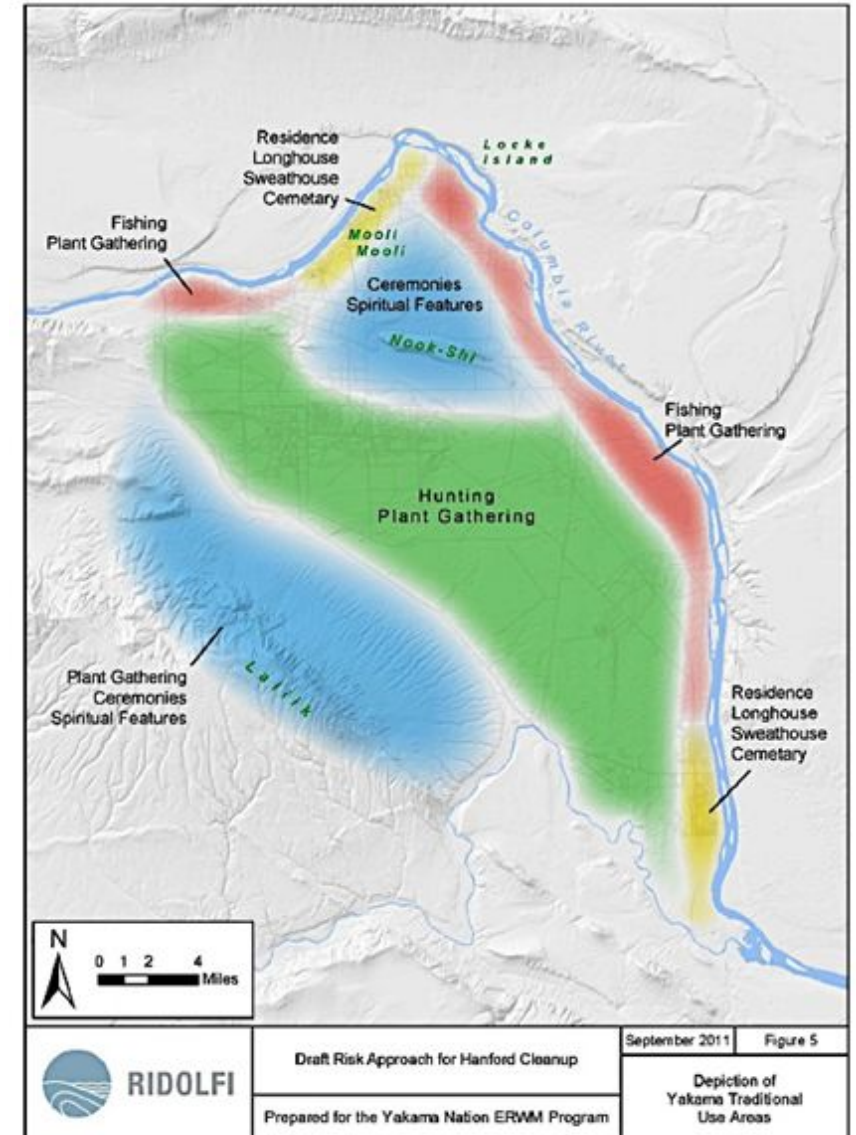 Residence
Longhouse
Sweathouse
Cemetary
Locke
Island
Fishing
Plant Gathering
Mooli
Mooli
Columbia River
Ceremonies
Spiritual Features
Nook-Shi
Fishing
Plant Gathering
Hunting
Plant Gathering
Plant Gathering
Ceremonies
Spiritual Features
Lalrik
Residence
Longhouse
Sweathouse
Cemetary
N
0 1 2 4
Miles
RIDOLFI
Draft Risk Approach for Hanford Cleanup
Prepared for the Yakama Nation ERWM Program
September 2011
Figure 5
Depiction of
Yakama Traditional
Use Areas